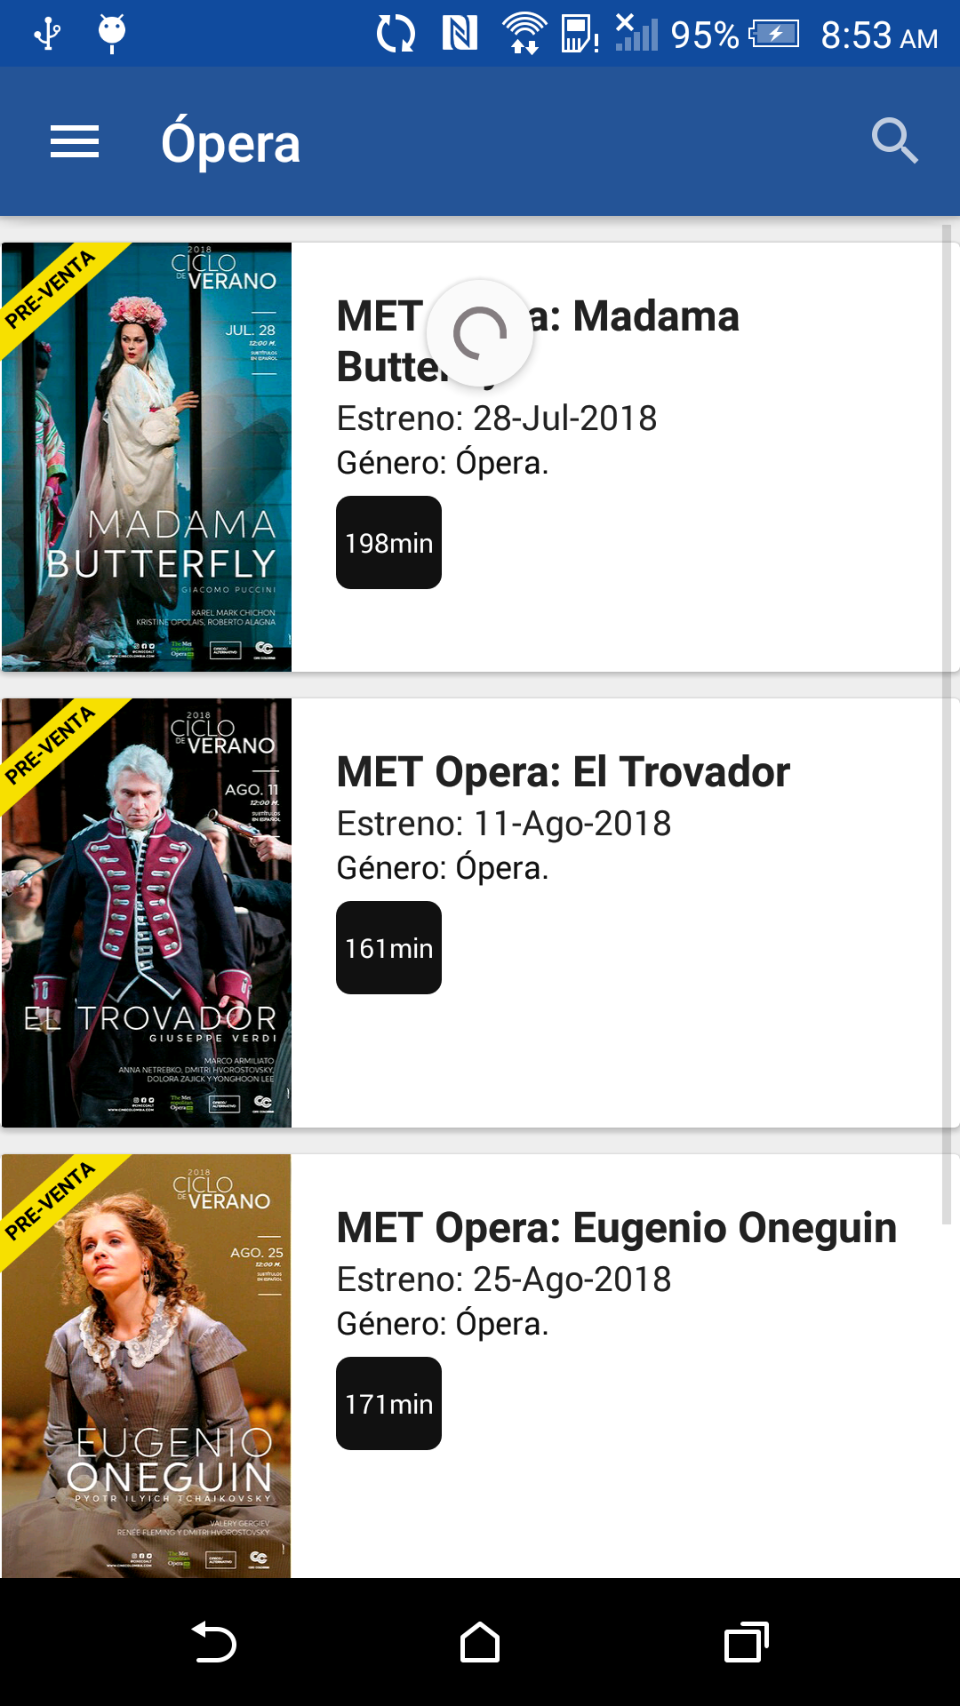 95% 8:53 AM
Ópera
PRE-VENTA
2018
CICLO
DE VERANO
JUL. 28
12:00 M.
SUBTÍTULOS
EN ESPAÑOL
MADAMA
BUTTERFLY
GIACOMO PUCCINI
KAREL MARK CHICHON
KRISTINE OPOLAIS, ROBERTO ALAGNA
MET a: Madama
Butte
Estreno: 28-Jul-2018
Género: Ópera.
198min
PRE-VENTA
2018
CICLO
DE VERANO
AGO. 11
12:00 M.
SUBTÍTULOS
EN ESPAÑOL
EL TROVADOR
GIUSEPPE VERDI
MARCO ARMILIATO
ANNA NETREBKO, DMITRI HVOROSTOVSKY,
DOLORA ZAJICK Y YONGHOON LEE
MET Opera: El Trovador
Estreno: 11-Ago-2018
Género: Ópera.
161min
PRE-VENTA
2018
CICLO
DE VERANO
AGO. 25
12:00 M.
SUBTÍTULOS
EN ESPAÑOL
EUGENIO
ONEGUIN
PYOTR ILYICH TCHAIKOVSKY
VALERY GERGIEV
RENÉE FLEMING Y DMITRI HVOROSTOVSKY
MET Opera: Eugenio Oneguin
Estreno: 25-Ago-2018
Género: Ópera.
171min